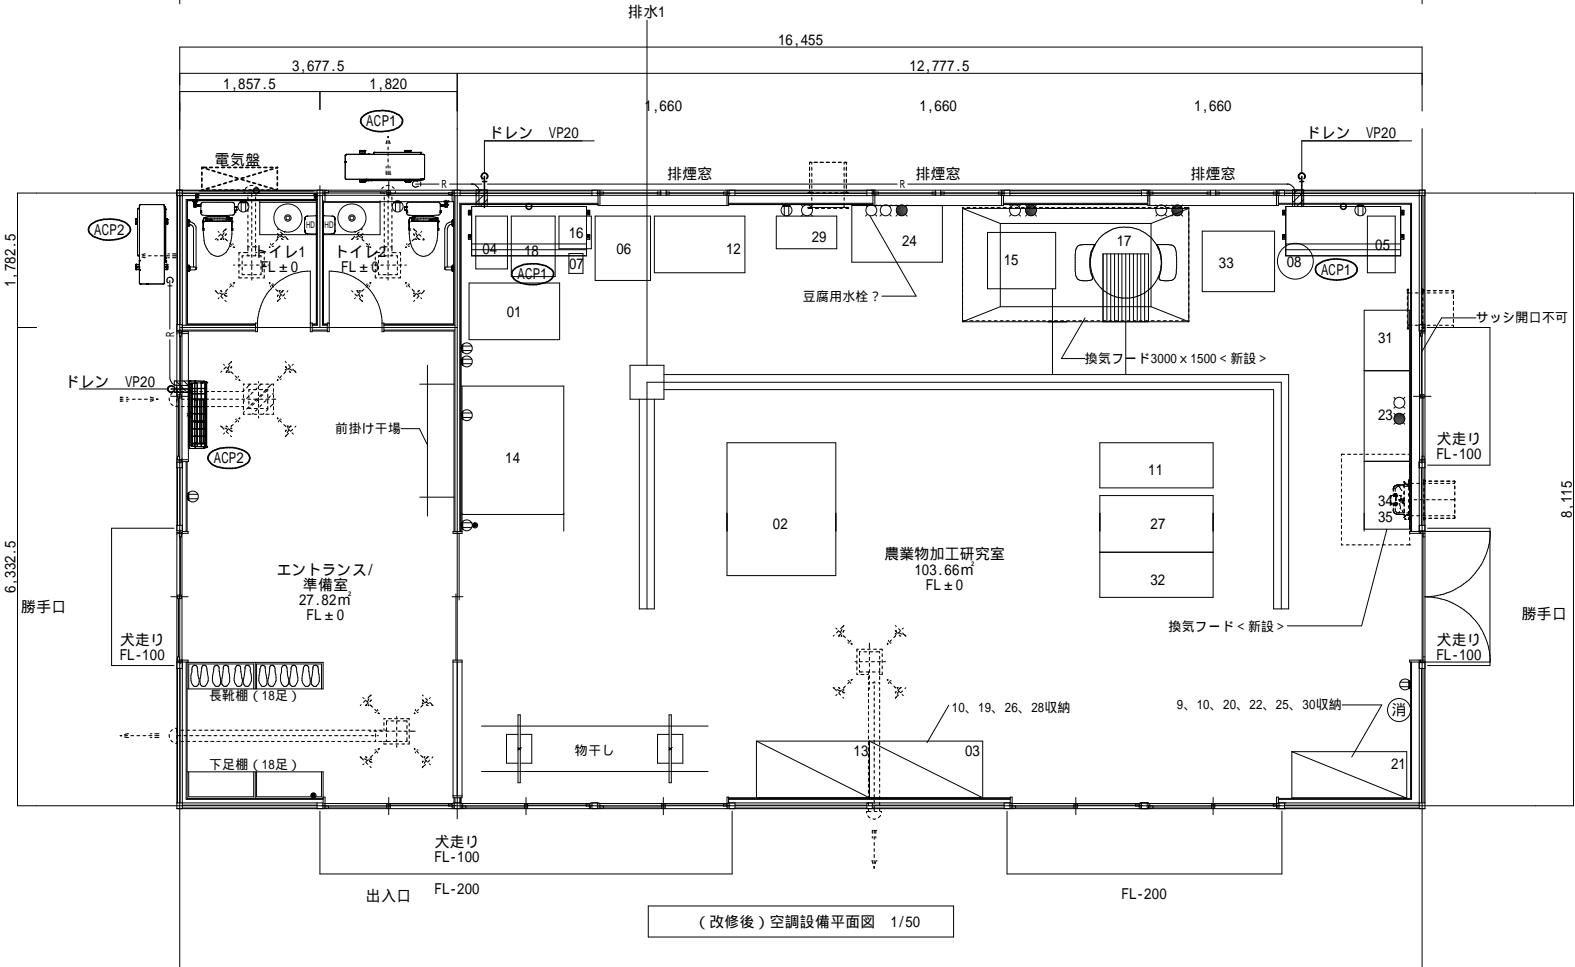 排水1
16,455
3,677.5
12,777.5
1,857.5
1,820
1,660
1,660
1,660
ACP1
ドレン VP20
ドレン VP20
電気盤
排煙窓
排煙窓
排煙窓
R
R
ACP2
HD
HD
トイレ1
FL±0
トイレ2
FL±0
04
18
16
07
ACP1
06
12
29
24
15
17
33
08
05
ACP1
1,782.5
01
豆腐用水栓？
サッシ開口不可
R
31
換気フード3000ｘ1500＜新設＞
ドレン VP20
前掛け干場
23
犬走り
FL-100
ACP2
14
11
34
35
8,115
02
27
農業物加工研究室
103.66㎡
FL±0
32
エントランス/
準備室
27.82㎡
FL±0
6,332.5
勝手口
勝手口
換気フード＜新設＞
犬走り
FL-100
犬走り
FL-100
長靴棚（18足）
10、19、26、28収納
9、10、20、22、25、30収納
消
物干し
13
03
下足棚（18足）
21
犬走り
FL-100
出入口
FL-200
FL-200
（改修後）空調設備平面図 1/50